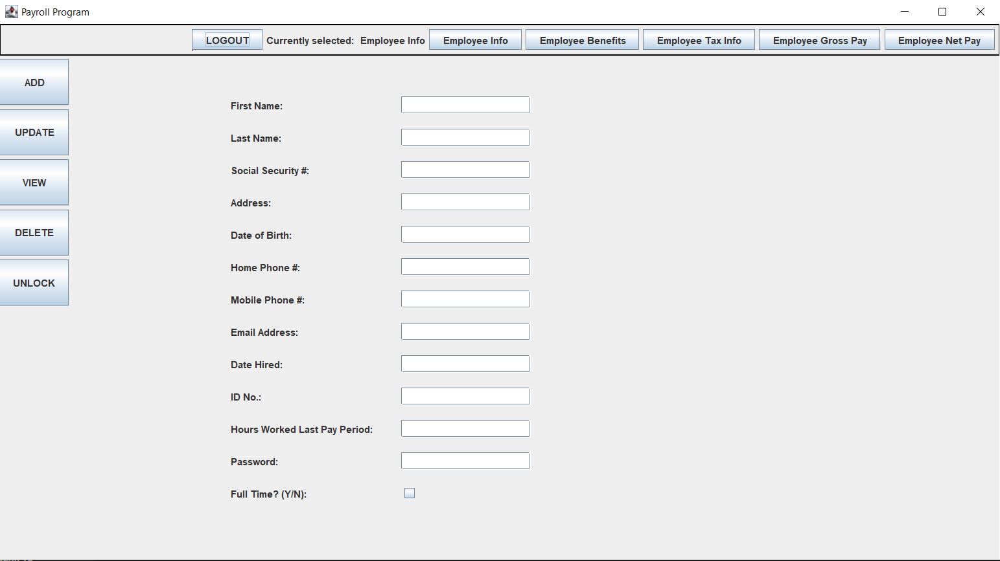 Payroll Program
LOGOUT Currently selected: Employee Info Employee Info Employee Benefits Employee Tax Info Employee Gross Pay Employee Net Pay
ADD
UPDATE
VIEW
DELETE
UNLOCK
First Name:
Last Name:
Social Security #:
Address:
Date of Birth:
Home Phone #:
Mobile Phone #:
Email Address:
Date Hired:
ID No.:
Hours Worked Last Pay Period:
Password:
Full Time? (Y/N):